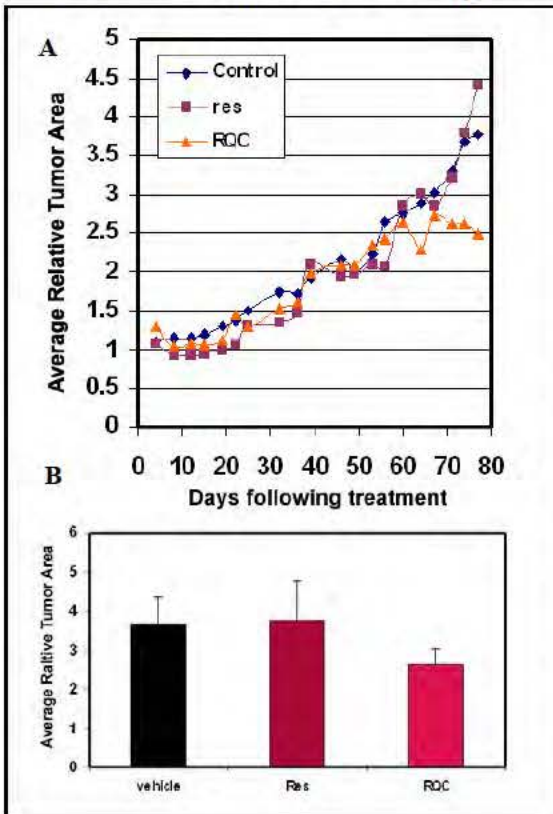 A
Control
res
RQC
Average Relative Tumor Area
5
4.5
4
3.5
3
2.5
2
1.5
1
0.5
0
0 10 20 30 40 50 60 70 80
Days following treatment
B
Average Raltive Tumor Area
6
5
4
3
2
1
0
vehicle Res RQC